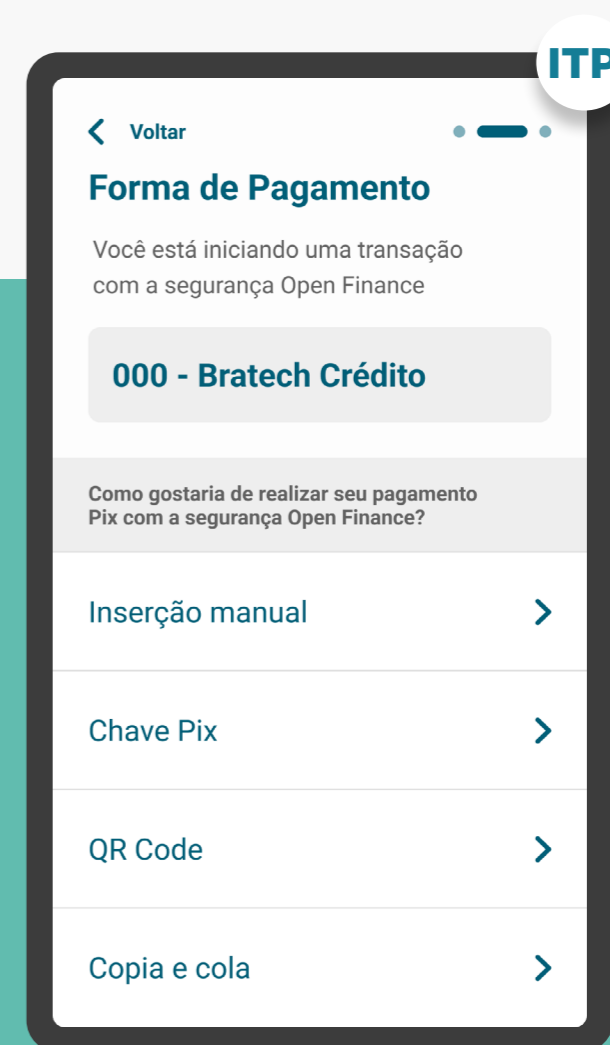 ITP
Voltar
Forma de Pagamento
Você está iniciando uma transação
com a segurança Open Finance
000 - Bratech Crédito
Como gostaria de realizar seu pagamento
Pix com a segurança Open Finance?
Inserção manual
Chave Pix
QR Code
Copia e cola